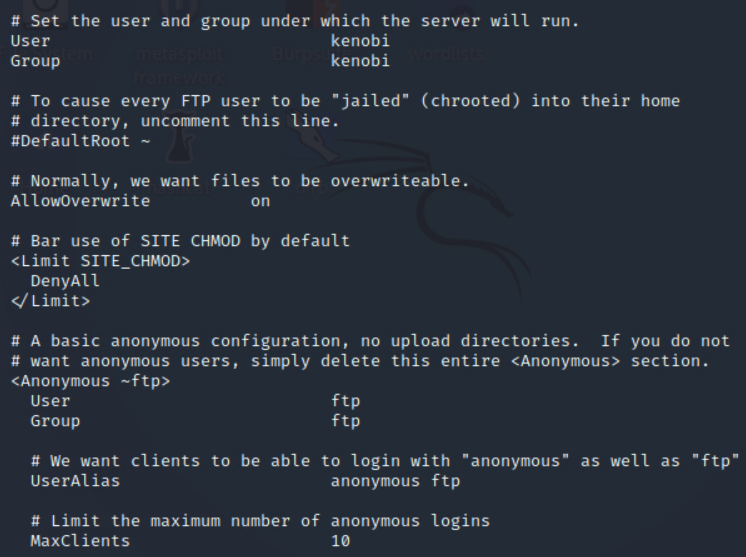 # Set the user and group under which the server will run.
User                            kenobi
Group                           kenobi

# To cause every FTP user to be "jailed" (chrooted) into their home
# directory, uncomment this line.
#DefaultRoot ~

# Normally, we want files to be overwriteable.
AllowOverwrite          on

# Bar use of SITE CHMOD by default
<Limit SITE_CHMOD>
  DenyAll
</Limit>

# A basic anonymous configuration, no upload directories.  If you do not
# want anonymous users, simply delete this entire <Anonymous> section.
<Anonymous ~ftp>
  User                          ftp
  Group                         ftp

  # We want clients to be able to login with "anonymous" as well as "ftp"
  UserAlias                     anonymous ftp

  # Limit the maximum number of anonymous logins
  MaxClients                    10